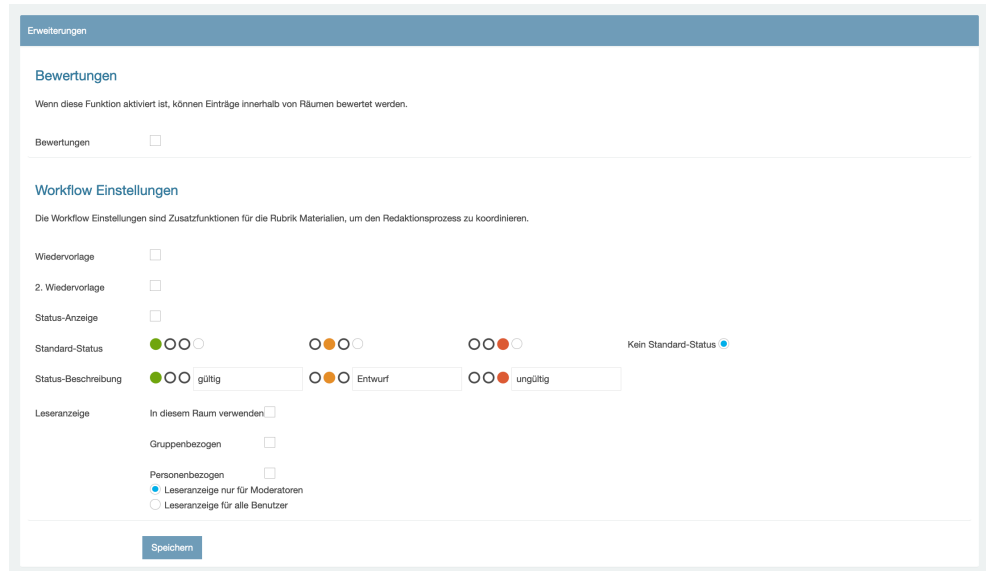 Erweiterungen
Bewertungen
Wenn diese Funktion aktiviert ist, können Einträge innerhalb von Räumen bewertet werden.
Bewertungen
Workflow Einstellungen
Die Workflow Einstellungen sind Zusatzfunktionen für die Rubrik Materialien, um den Redaktionsprozess zu koordinieren.
Wiedervorlage
2. Wiedervorlage
Status-Anzeige
Standard-Status Kein Standard-Status
Status-Beschreibung gültig Entwurf ungültig
Leseranzeige In diesem Raum verwenden
Gruppenbezogen
Personenbezogen
Leseranzeige nur für Moderatoren
Leseranzeige für alle Benutzer
Speichern